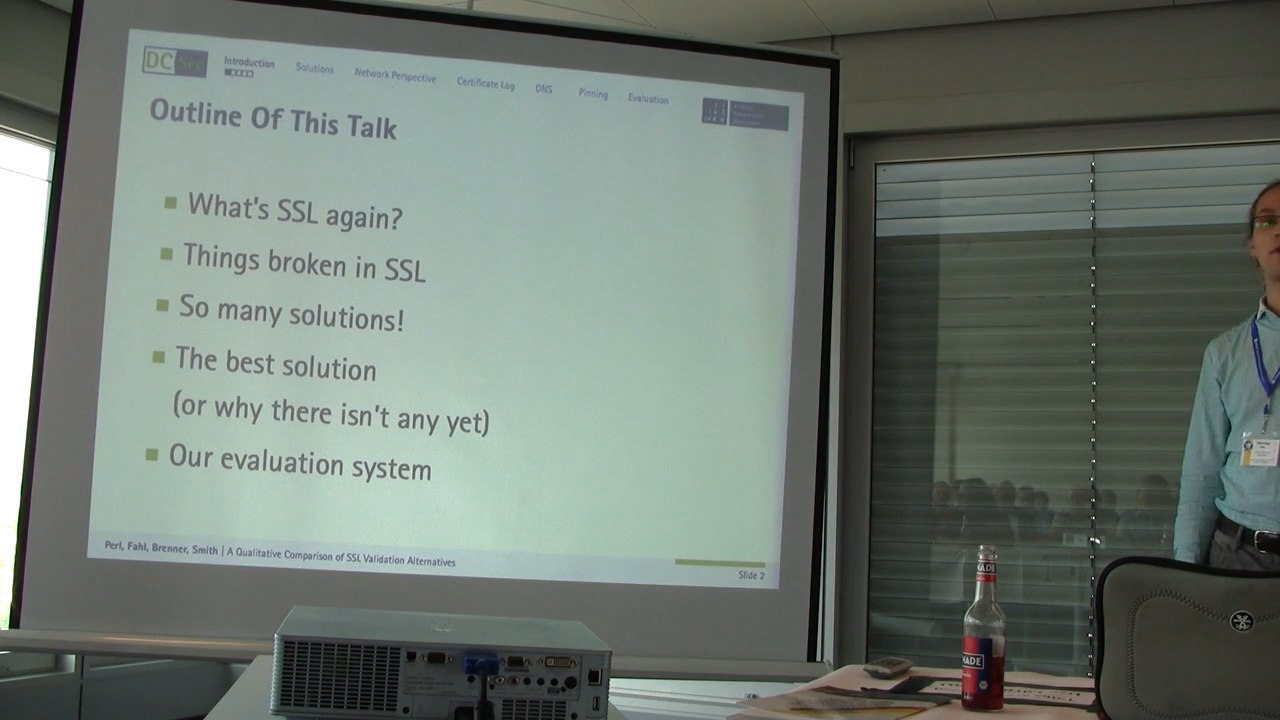 DC Sec
Introduction Solutions Network Perspective Certificate Log DNS Pinning Evaluation
Outline Of This Talk
What's SSL again?
Things broken in SSL
So many solutions!
The best solution
(or why there isn't any yet)
Our evaluation system
Perl, Fahl, Brenner, Smith | A Qualitative Comparison of SSL Validation Alternatives
Slide 2
NADE
NADE